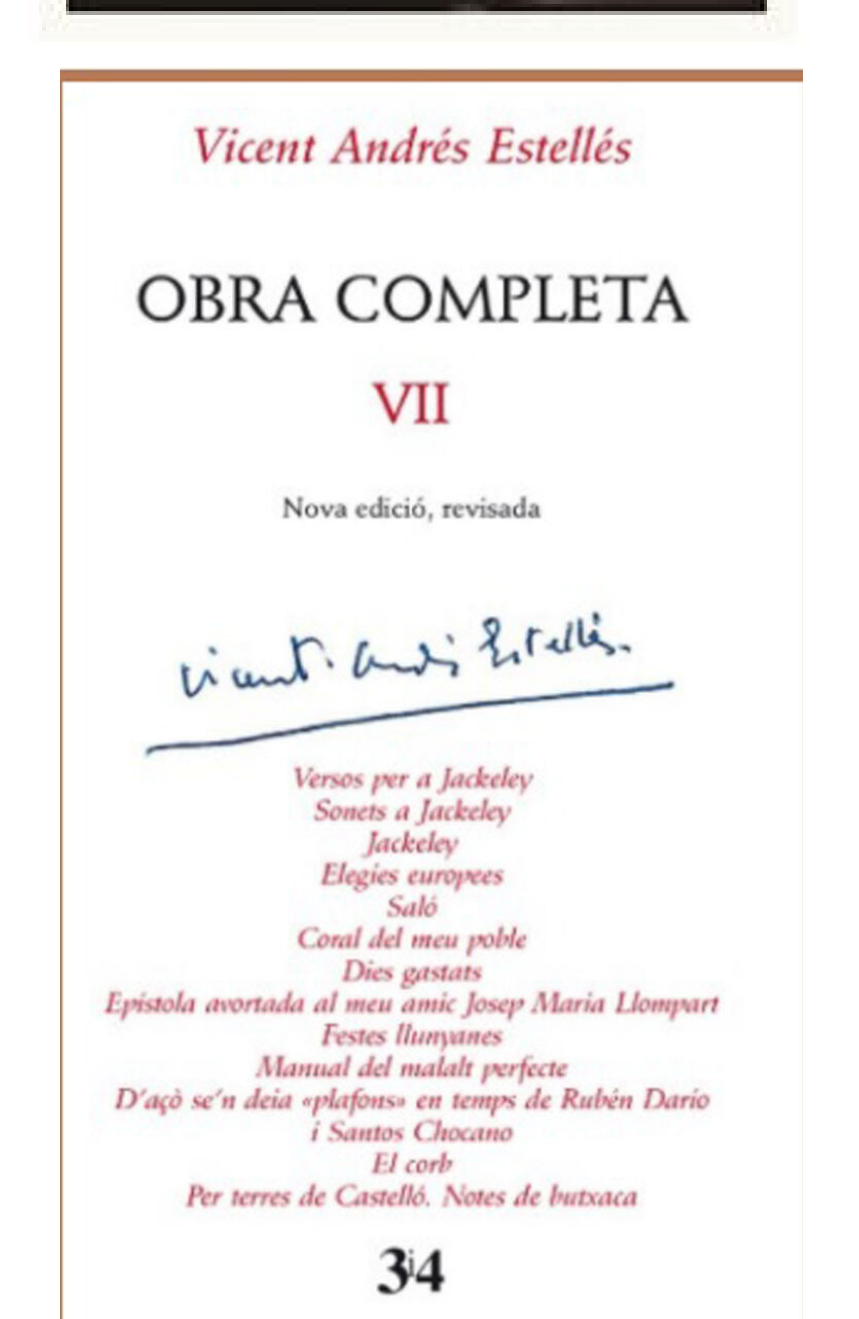 Vicent Andrés Estellés
OBRA COMPLETA
VII
Nova edició, revisada
Vicent Andrés Estellés.
Versos per a Jackeley
Sonets a Jackeley
Jackeley
Elegies europees
Saló
Coral del meu poble
Dies gastats
Epístola avortada al meu amic Josep Maria Llompart
Festes llunyanes
Manual del malalt perfecte
D'açò se'n deia «plafons» en temps de Rubén Darío
i Santos Chocano
El corb
Per terres de Castelló. Notes de butxaca
3i4